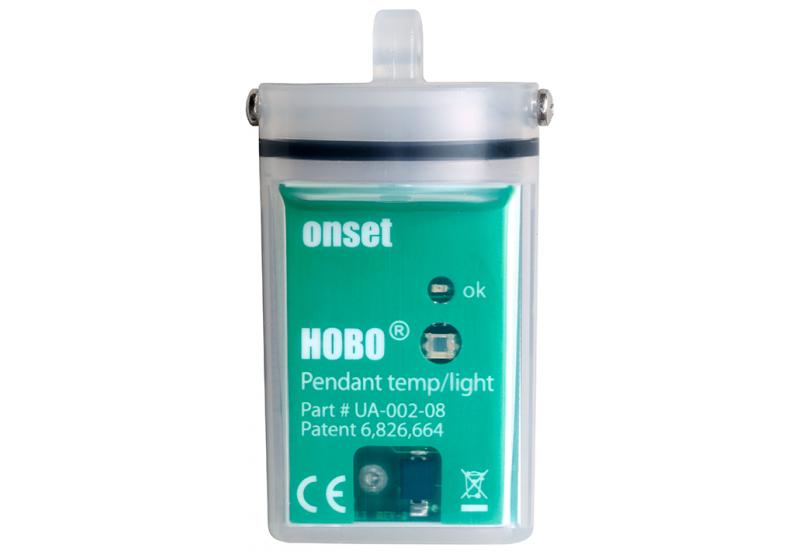 onset
ok
HOBO®
Pendant temp/light
Part # UA-002-08
Patent 6,826,664
CE